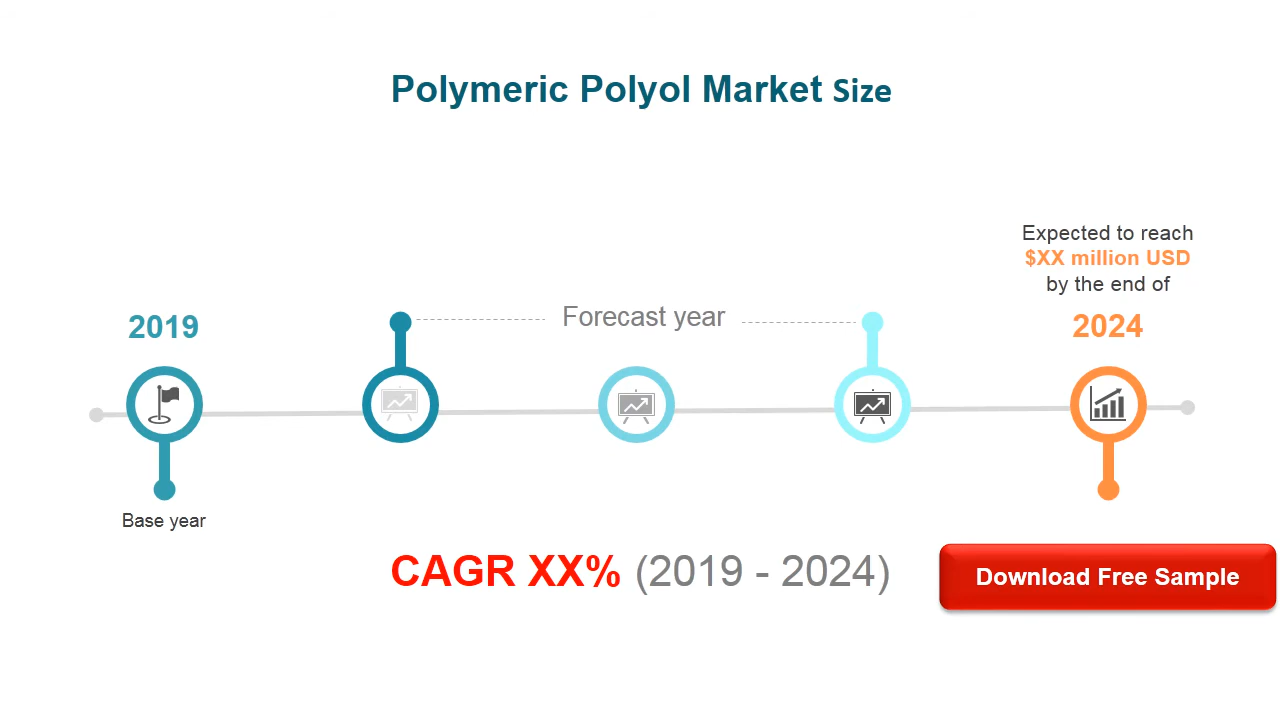 Polymeric Polyol Market Size
Expected to reach
$XX million USD
by the end of
2019
Forecast year
2024
Base year
CAGR XX% (2019 - 2024)
Download Free Sample